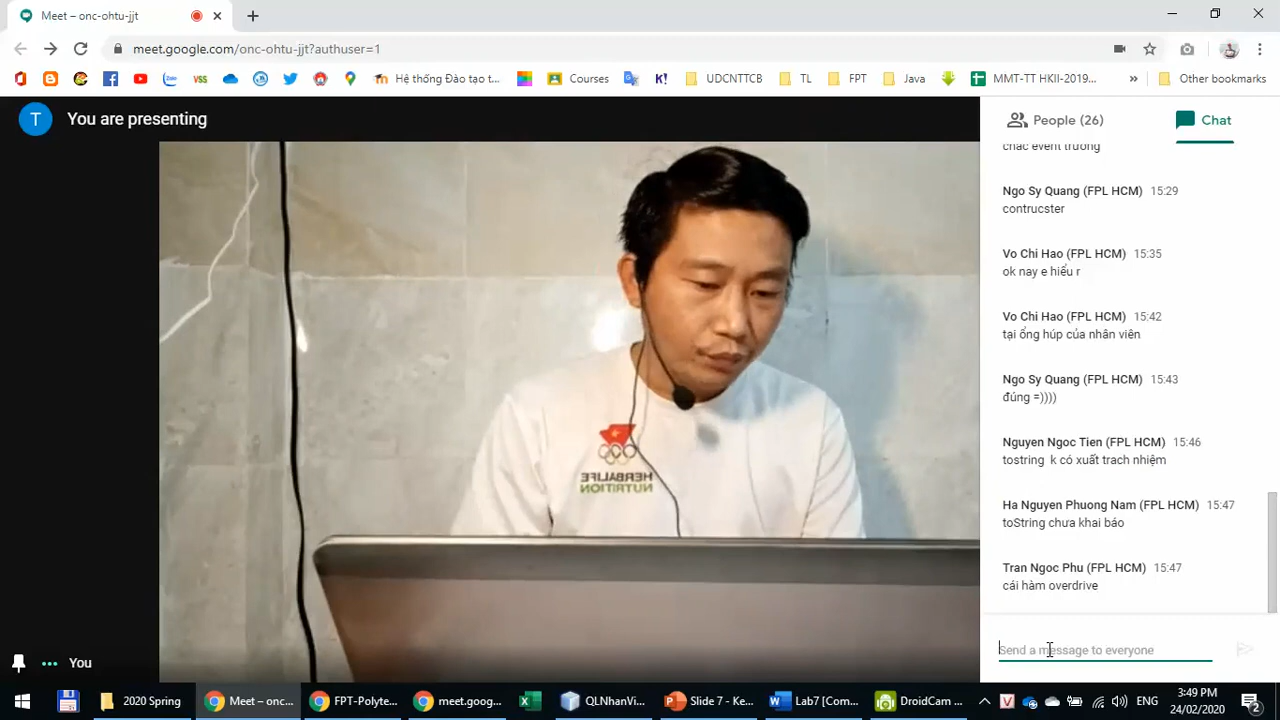 Meet – onc-ohtu-jjt
meet.google.com/onc-ohtu-jjt?authuser=1
Hệ thống Đào tạo t... Courses K! UDCNTTCB TL FPT Java MMT-TT HKII-2019... » Other bookmarks
T You are presenting
People (26) Chat
chắc event trường
Ngo Sy Quang (FPL HCM) 15:29
contrucster
Vo Chi Hao (FPL HCM) 15:35
ok nay e hiểu r
Vo Chi Hao (FPL HCM) 15:42
tại ổng húp của nhân viên
Ngo Sy Quang (FPL HCM) 15:43
đúng =))))
Nguyen Ngoc Tien (FPL HCM) 15:46
tostring k có xuất trach nhiệm
Ha Nguyen Phuong Nam (FPL HCM) 15:47
toString chưa khai báo
Tran Ngoc Phu (FPL HCM) 15:47
cái hàm overdrive
HERBALIFE
NUTRITION
Send a message to everyone
You
2020 Spring Meet – onc-... FPT-Polyte... meet.goog... QLNhanVi... Slide 7 - Ke... Lab7 [Com... DroidCam ... ENG 3:49 PM
24/02/2020 2